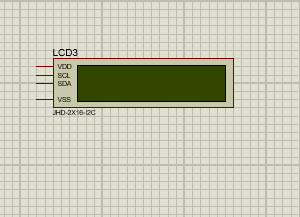 LCD3
VDD
SCL
SDA
VSS
JHD-2X16-I2C